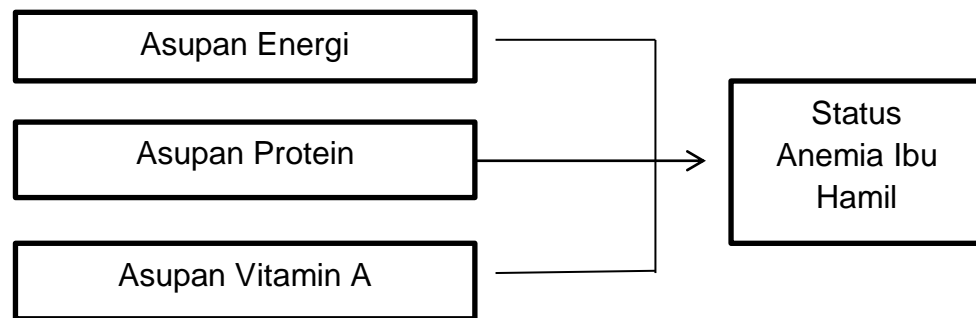 Asupan Energi
Asupan Protein
Asupan Vitamin A
Status
Anemia Ibu
Hamil